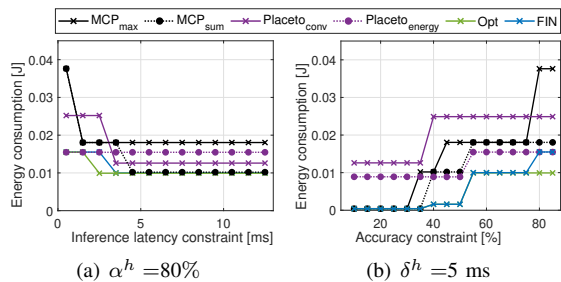 MCPmax MCPsum Placetoconv Placetoenergy Opt FIN
0.04
0.03
0.02
0.01
0
0 5 10
Energy consumption [J]
Inference latency constraint [ms]
0.04
0.03
0.02
0.01
0
20 40 60 80
Energy consumption [J]
Accuracy constraint [%]
(a) α^h =80%
(b) δ^h =5 ms